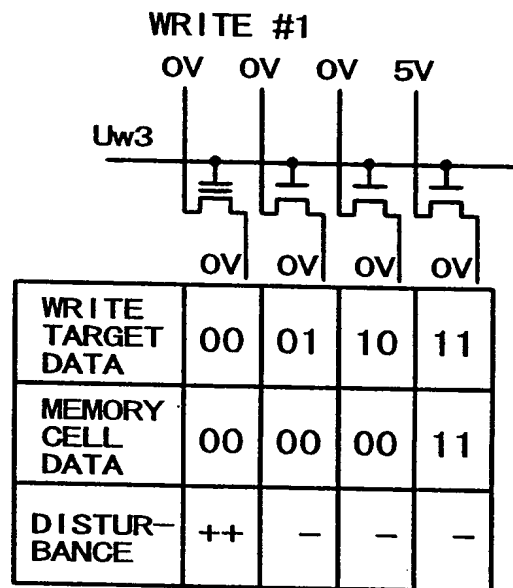 WRITE #1
0V 0V 0V 5V
Uw3
0V 0V 0V 0V
WRITE
TARGET
DATA
00 01 10 11
MEMORY
CELL
DATA
00 00 00 11
DISTUR-
BANCE
++ - - -